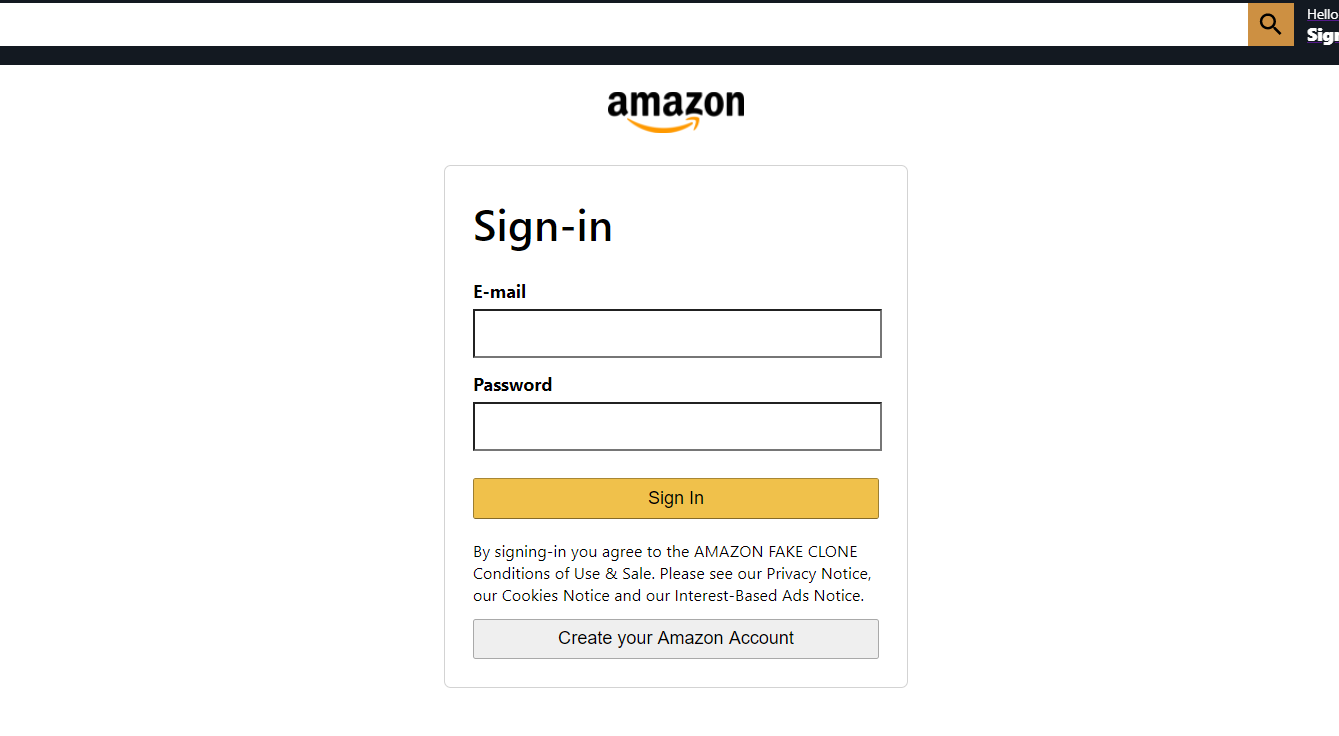 Hello
amazon
Sign-in
E-mail
Password
Sign In
By signing-in you agree to the AMAZON FAKE CLONE
Conditions of Use & Sale. Please see our Privacy Notice,
our Cookies Notice and our Interest-Based Ads Notice.
Create your Amazon Account